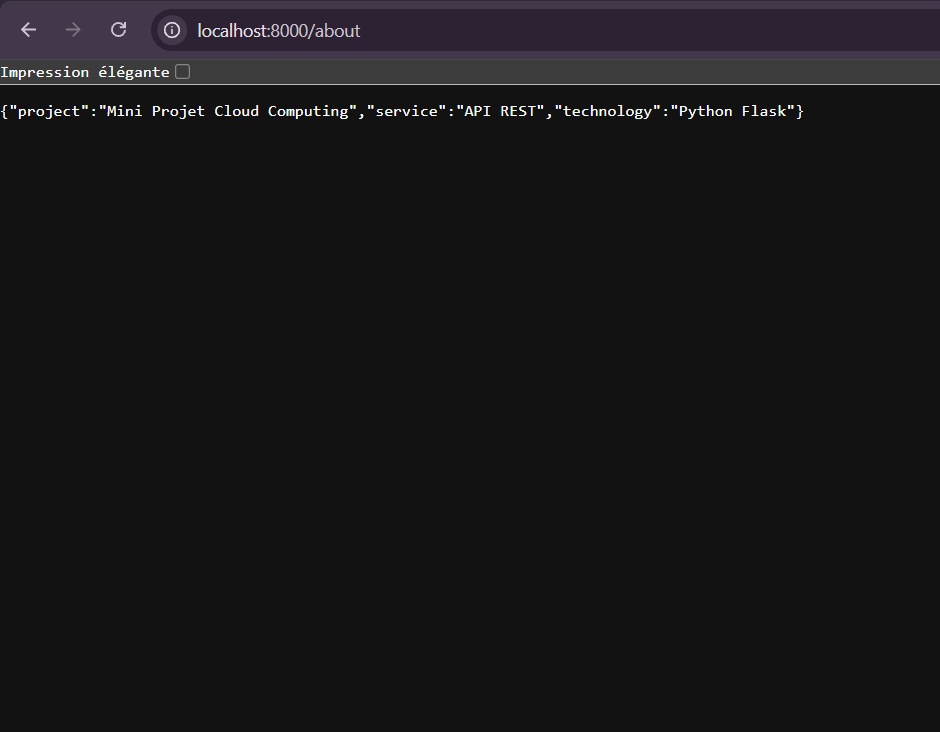 localhost:8000/about
Impression élégante
{"project":"Mini Projet Cloud Computing","service":"API REST","technology":"Python Flask"}